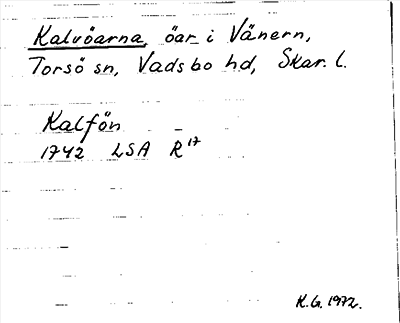 Kalvöarna, öar i Vänern,
Torsö sn, Vadsbo hd, Skar. l.
Kalfön
1742 LSA R¹⁷
K.G. 1972.